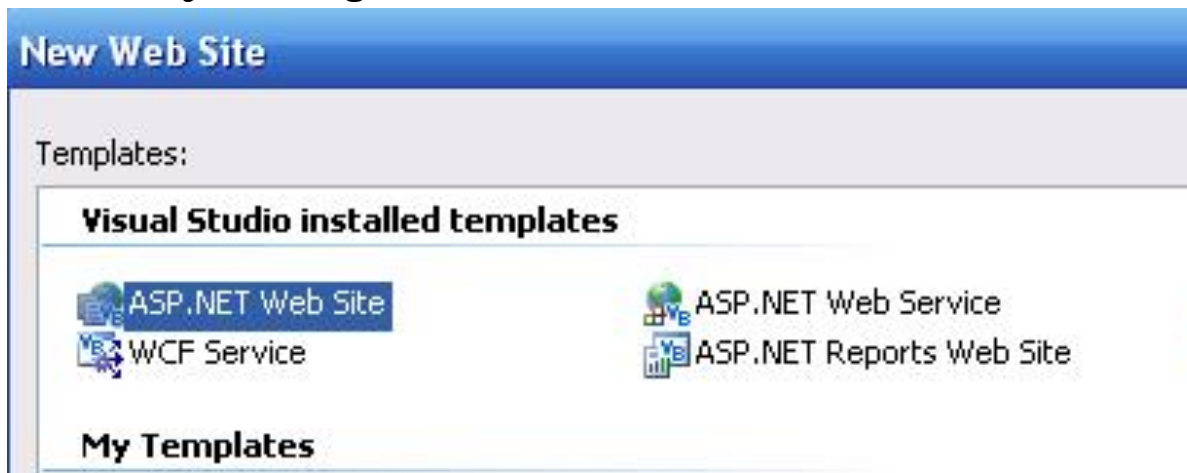 New Web Site
Templates:
Visual Studio installed templates
ASP.NET Web Site
ASP.NET Web Service
WCF Service
ASP.NET Reports Web Site
My Templates